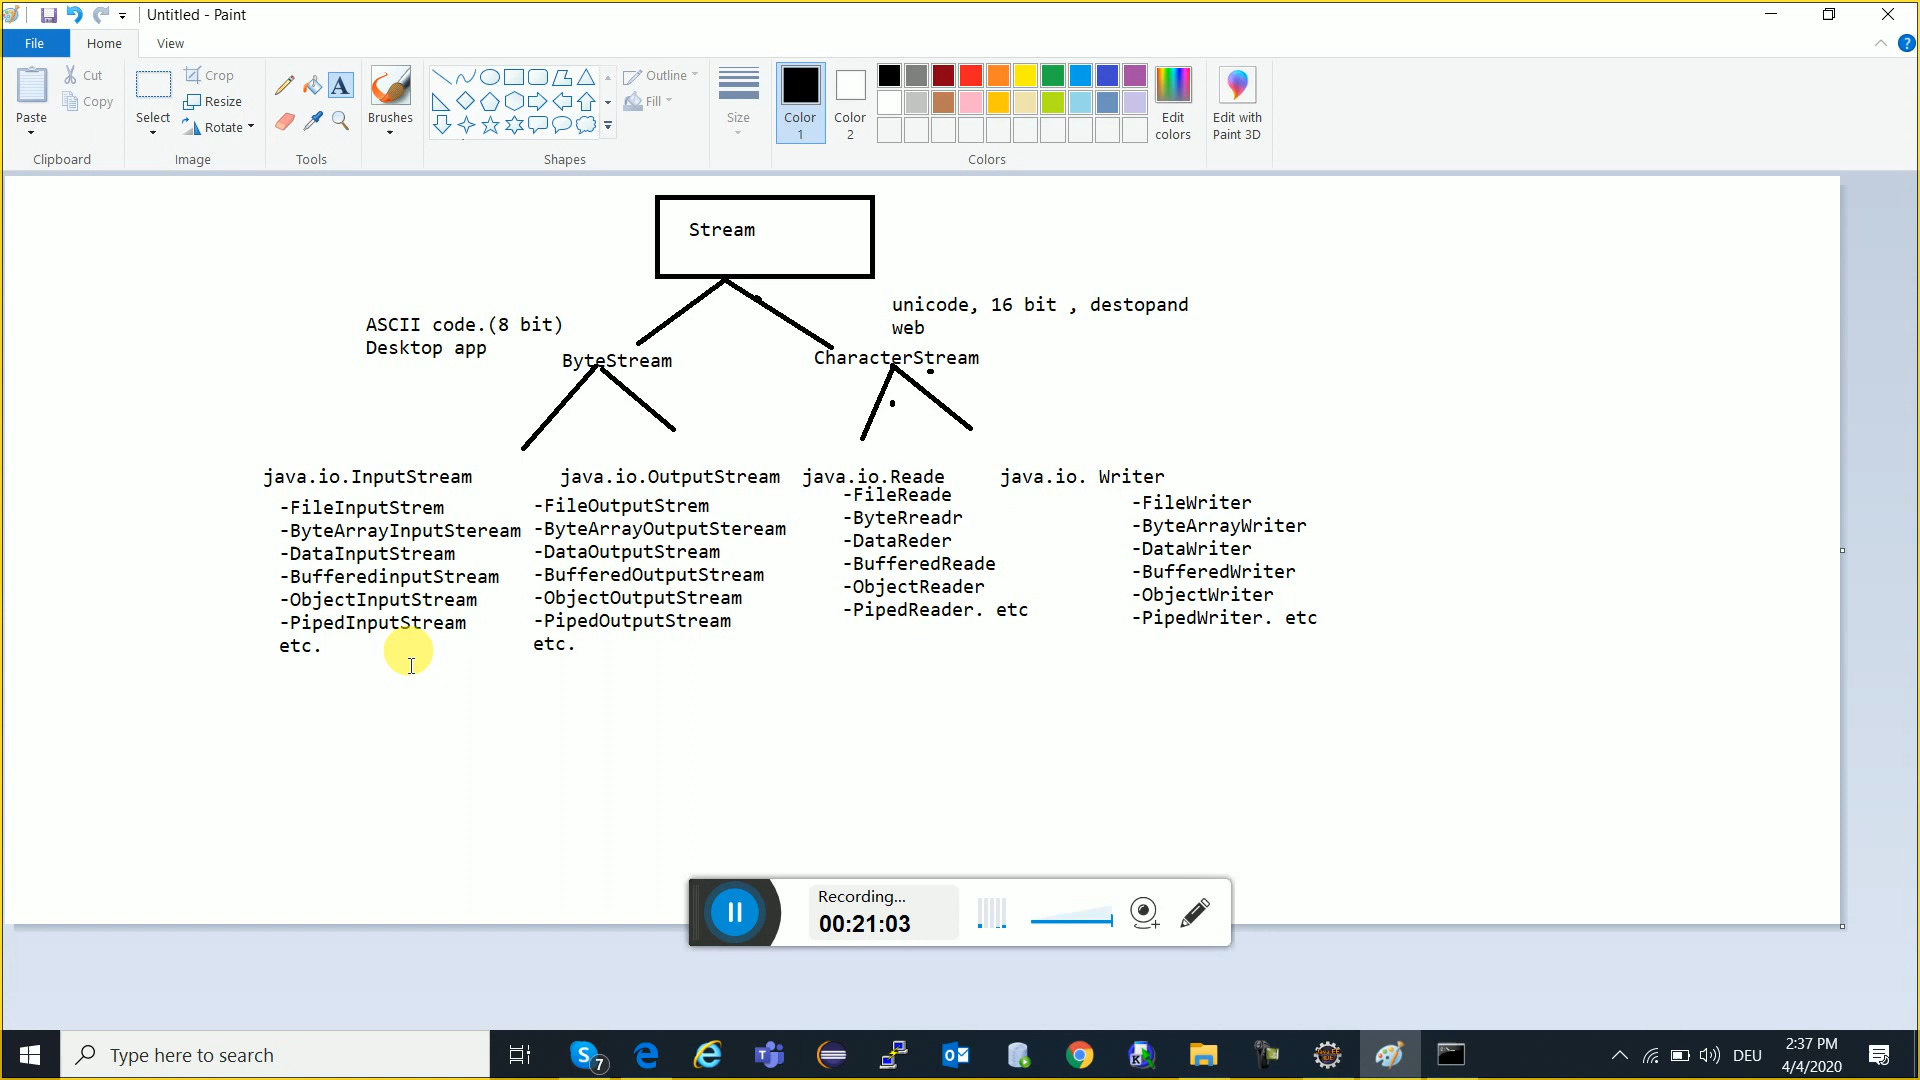 Untitled - Paint
File
Home
View
Paste
Cut
Copy
Clipboard
Select
Crop
Resize
Rotate
Image
Tools
Brushes
Shapes
Outline
Fill
Size
Color 1
Color 2
Colors
Edit colors
Edit with Paint 3D
Stream
ASCII code.(8 bit)
Desktop app
unicode, 16 bit , destopand
web
ByteStream
CharacterStream
java.io.InputStream
-FileInputStrem
-ByteArrayInputSteream
-DataInputStream
-BufferedinputStream
-ObjectInputStream
-PipedInputStream
etc.
java.io.OutputStream
-FileOutputStrem
-ByteArrayOutputSteream
-DataOutputStream
-BufferedOutputStream
-ObjectOutputStream
-PipedOutputStream
etc.
java.io.Reade
-FileReade
-ByteRreadr
-DataReder
-BufferedReade
-ObjectReader
-PipedReader. etc
java.io. Writer
-FileWriter
-ByteArrayWriter
-DataWriter
-BufferedWriter
-ObjectWriter
-PipedWriter. etc
Recording...
00:21:03
Type here to search
7
DEU
2:37 PM
4/4/2020